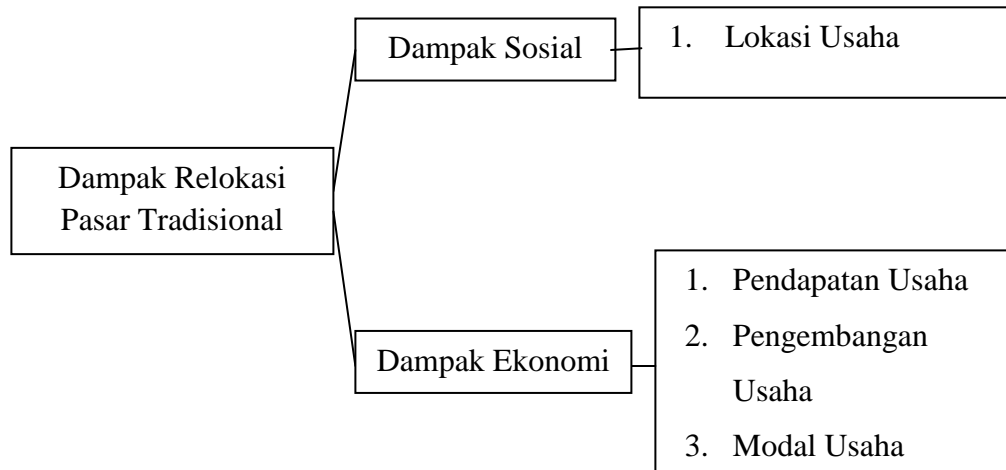 Dampak Sosial
1. Lokasi Usaha
Dampak Relokasi
Pasar Tradisional
Dampak Ekonomi
1. Pendapatan Usaha
2. Pengembangan
Usaha
3. Modal Usaha